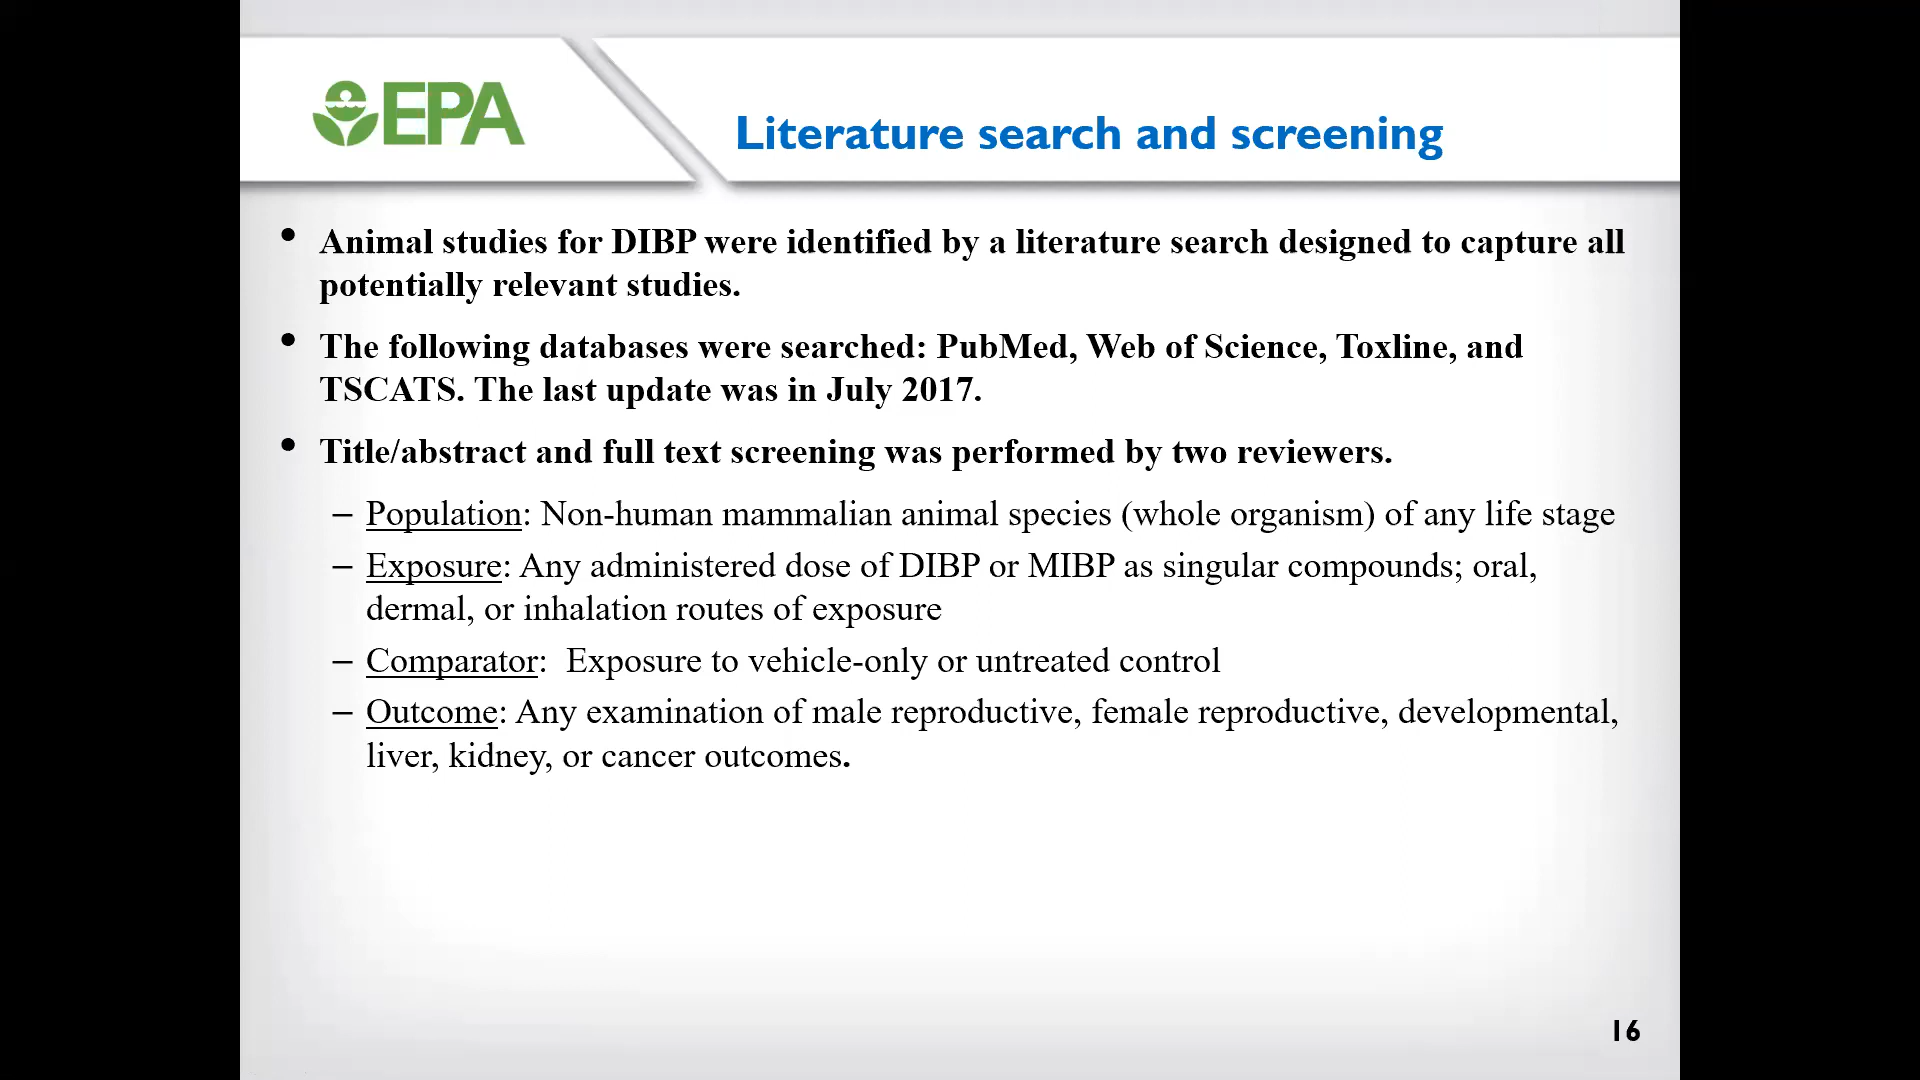 EPA
Literature search and screening
• Animal studies for DIBP were identified by a literature search designed to capture all
potentially relevant studies.
• The following databases were searched: PubMed, Web of Science, Toxline, and
TSCATS. The last update was in July 2017.
• Title/abstract and full text screening was performed by two reviewers.
– Population: Non-human mammalian animal species (whole organism) of any life stage
– Exposure: Any administered dose of DIBP or MIBP as singular compounds; oral,
dermal, or inhalation routes of exposure
– Comparator:  Exposure to vehicle-only or untreated control
– Outcome: Any examination of male reproductive, female reproductive, developmental,
liver, kidney, or cancer outcomes.
16